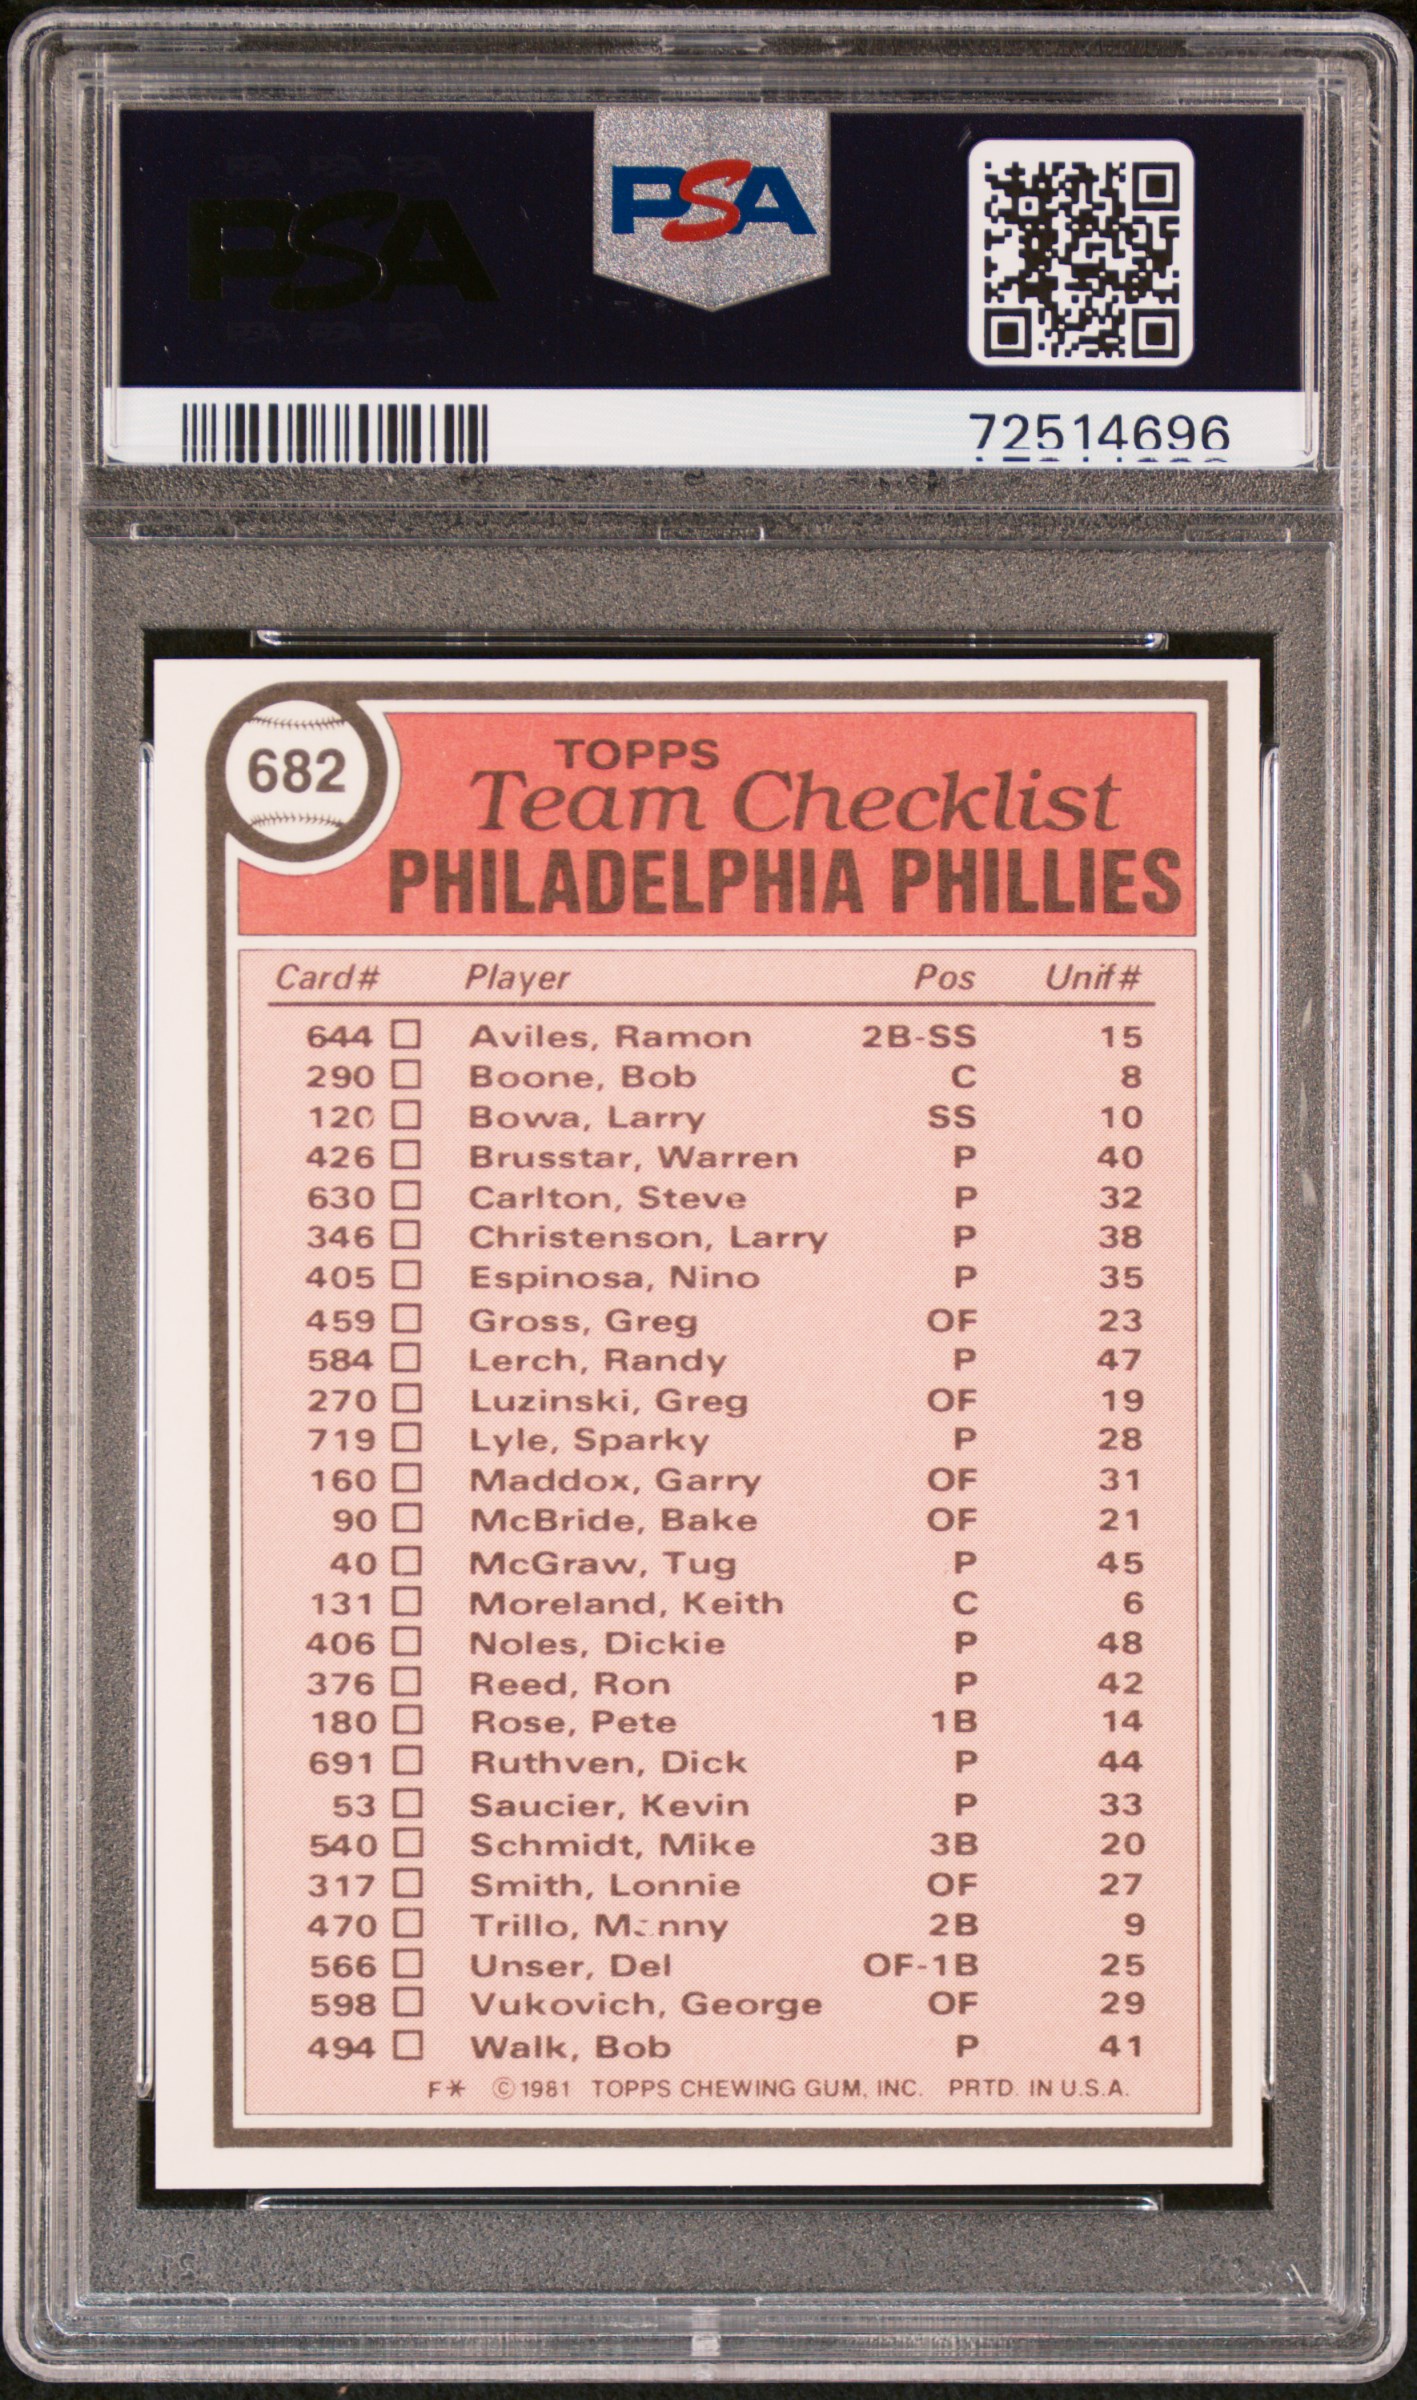 PSA PSA PSA
PSA
PSA PSA PSA
PSA
72514696
682
TOPPS
Team Checklist
PHILADELPHIA PHILLIES
Card# Player Pos Unif#
644 Aviles, Ramon 2B-SS 15
290 Boone, Bob C 8
120 Bowa, Larry SS 10
426 Brusstar, Warren P 40
630 Carlton, Steve P 32
346 Christenson, Larry P 38
405 Espinosa, Nino P 35
459 Gross, Greg OF 23
584 Lerch, Randy P 47
270 Luzinski, Greg OF 19
719 Lyle, Sparky P 28
160 Maddox, Garry OF 31
90 McBride, Bake OF 21
40 McGraw, Tug P 45
131 Moreland, Keith C 6
406 Noles, Dickie P 48
376 Reed, Ron P 42
180 Rose, Pete 1B 14
691 Ruthven, Dick P 44
53 Saucier, Kevin P 33
540 Schmidt, Mike 3B 20
317 Smith, Lonnie OF 27
470 Trillo, Manny 2B 9
566 Unser, Del OF-1B 25
598 Vukovich, George OF 29
494 Walk, Bob P 41
F* ©1981 TOPPS CHEWING GUM, INC. PRTD. IN U.S.A.